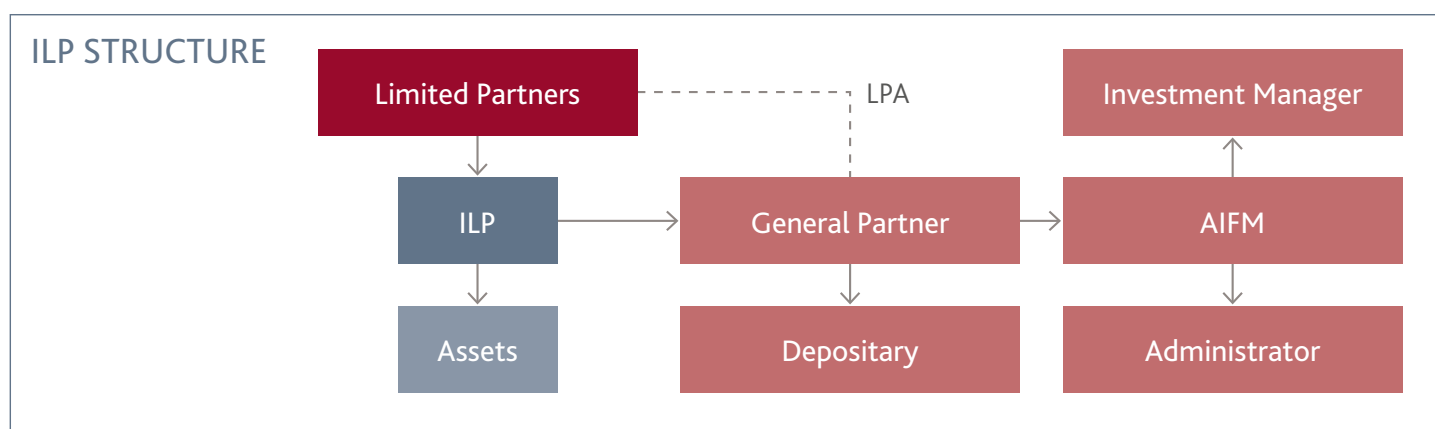 ILP STRUCTURE
Limited Partners
LPA
Investment Manager
ILP
General Partner
AIFM
Assets
Depositary
Administrator